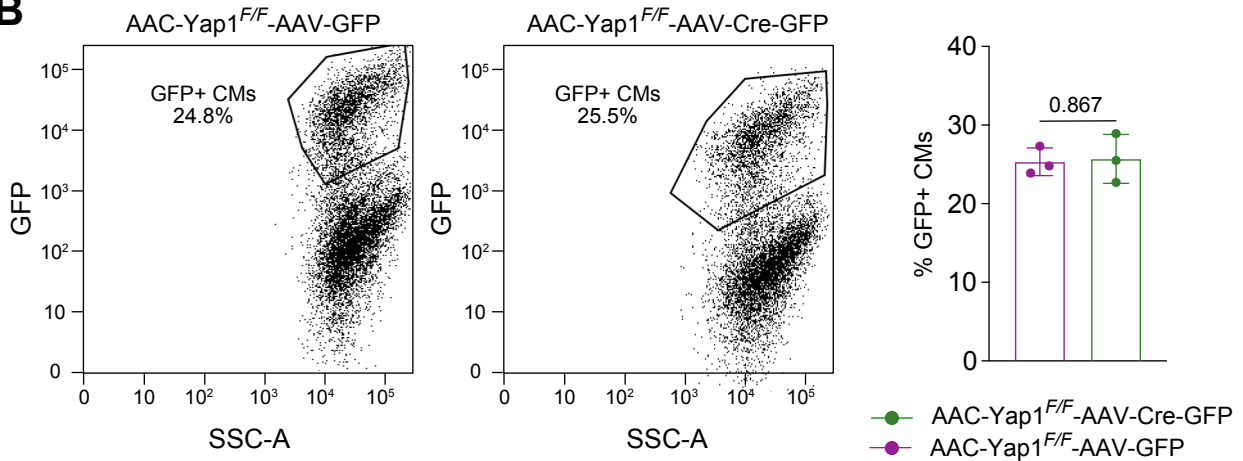 B
AAC-Yap1F/F-AAV-GFP
GFP
10⁵
10⁴
10³
10²
10
0
GFP+ CMs
24.8%
0 10 10² 10³ 10⁴ 10⁵
SSC-A
AAC-Yap1F/F-AAV-Cre-GFP
GFP
10⁵
10⁴
10³
10²
10
0
GFP+ CMs
25.5%
0 10 10² 10³ 10⁴ 10⁵
SSC-A
% GFP+ CMs
40
30
20
10
0
0.867
AAC-Yap1F/F-AAV-Cre-GFP
AAC-Yap1F/F-AAV-GFP